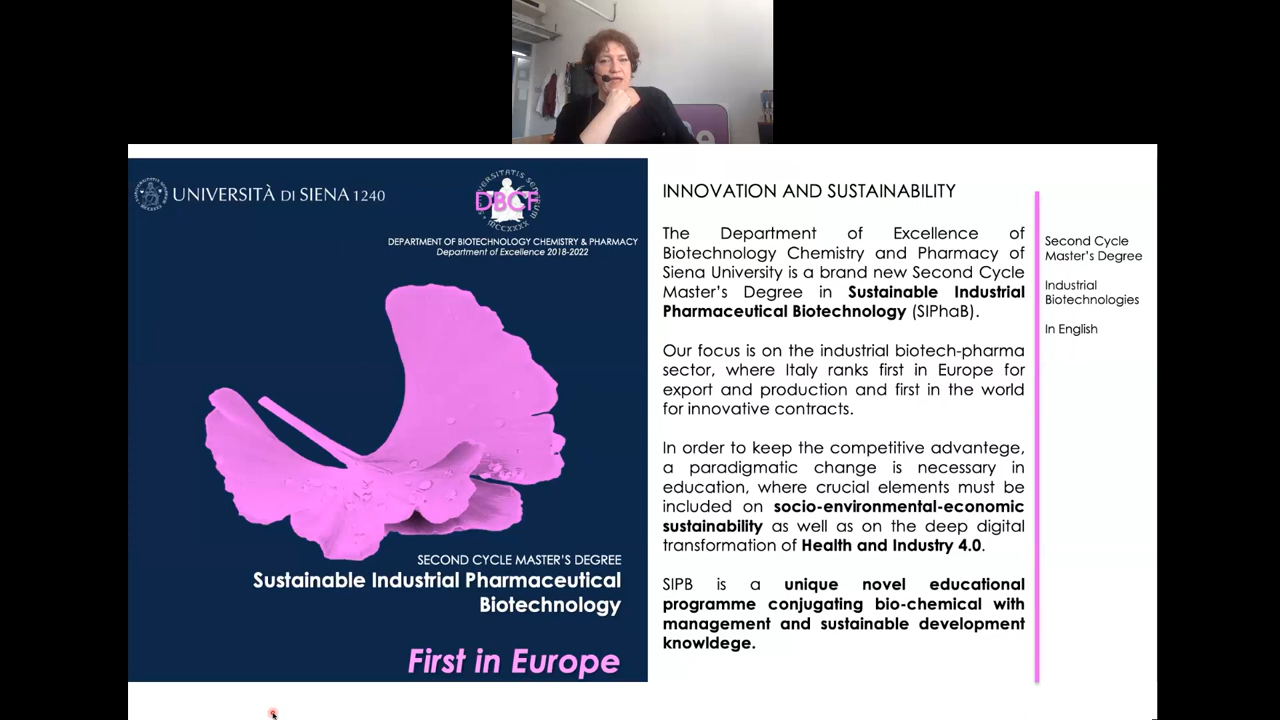 UNIVERSITÀ DI SIENA 1240
DBCF
DEPARTMENT OF BIOTECHNOLOGY CHEMISTRY & PHARMACY
Department of Excellence 2018-2022
SECOND CYCLE MASTER'S DEGREE
Sustainable Industrial Pharmaceutical
Biotechnology
First in Europe
INNOVATION AND SUSTAINABILITY
The Department of Excellence of
Biotechnology Chemistry and Pharmacy of
Siena University is a brand new Second Cycle
Master's Degree in Sustainable Industrial
Pharmaceutical Biotechnology (SIPhaB).
Our focus is on the industrial biotech-pharma
sector, where Italy ranks first in Europe for
export and production and first in the world
for innovative contracts.
In order to keep the competitive advantege,
a paradigmatic change is necessary in
education, where crucial elements must be
included on socio-environmental-economic
sustainability as well as on the deep digital
transformation of Health and Industry 4.0.
SIPB is a unique novel educational
programme conjugating bio-chemical with
management and sustainable development
knowldege.
Second Cycle
Master's Degree
Industrial
Biotechnologies
In English